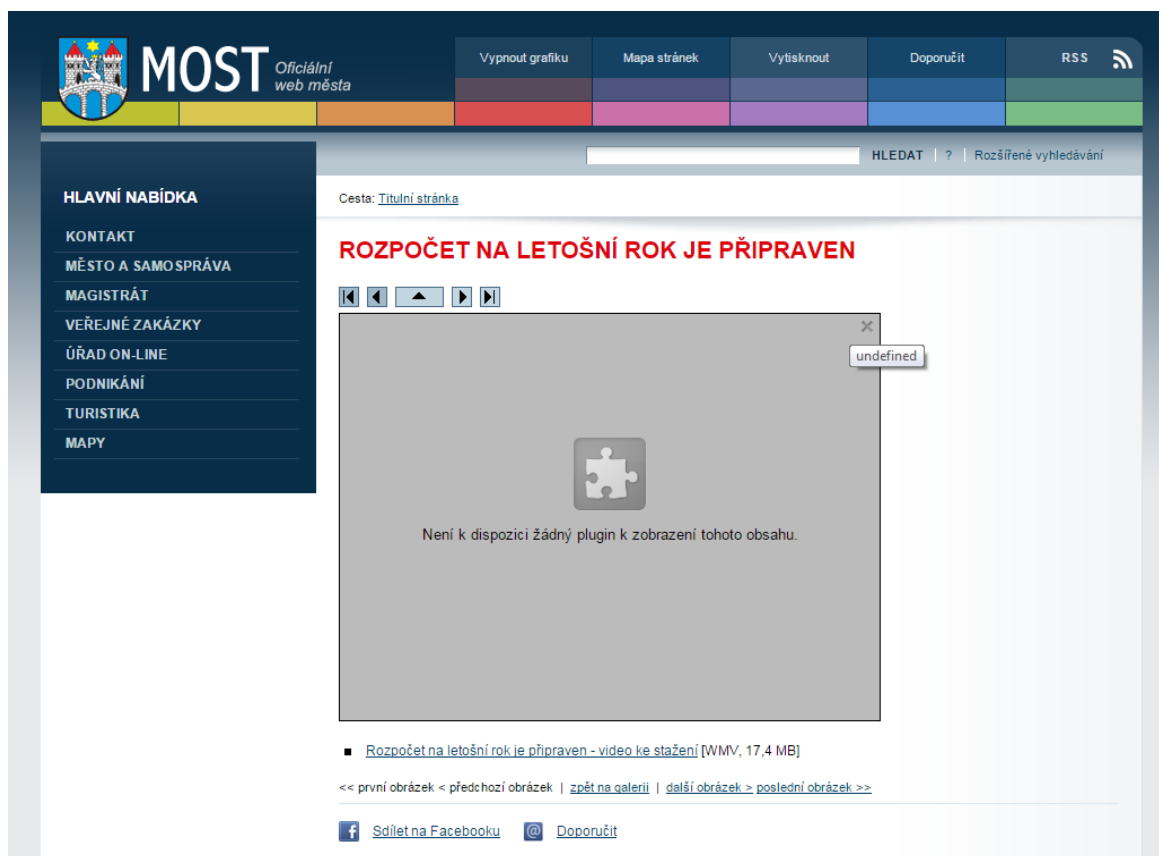 MOST Oficiální
web města
Vypnout grafiku
Mapa stránek
Vytisknout
Doporučit
RSS
HLEDAT | ? | Rozšířené vyhledávání
HLAVNÍ NABÍDKA
KONTAKT
MĚSTO A SAMOSPRÁVA
MAGISTRÁT
VEŘEJNÉ ZAKÁZKY
ÚŘAD ON-LINE
PODNIKÁNÍ
TURISTIKA
MAPY
Cesta: Titulní stránka
ROZPOČET NA LETOŠNÍ ROK JE PŘIPRAVEN
undefined
Není k dispozici žádný plugin k zobrazení tohoto obsahu.
Rozpočet na letošní rok je připraven - video ke stažení [WMV, 17,4 MB]
<< první obrázek < předchozí obrázek | zpět na galerii | další obrázek > poslední obrázek >>
Sdílet na Facebooku @ Doporučit